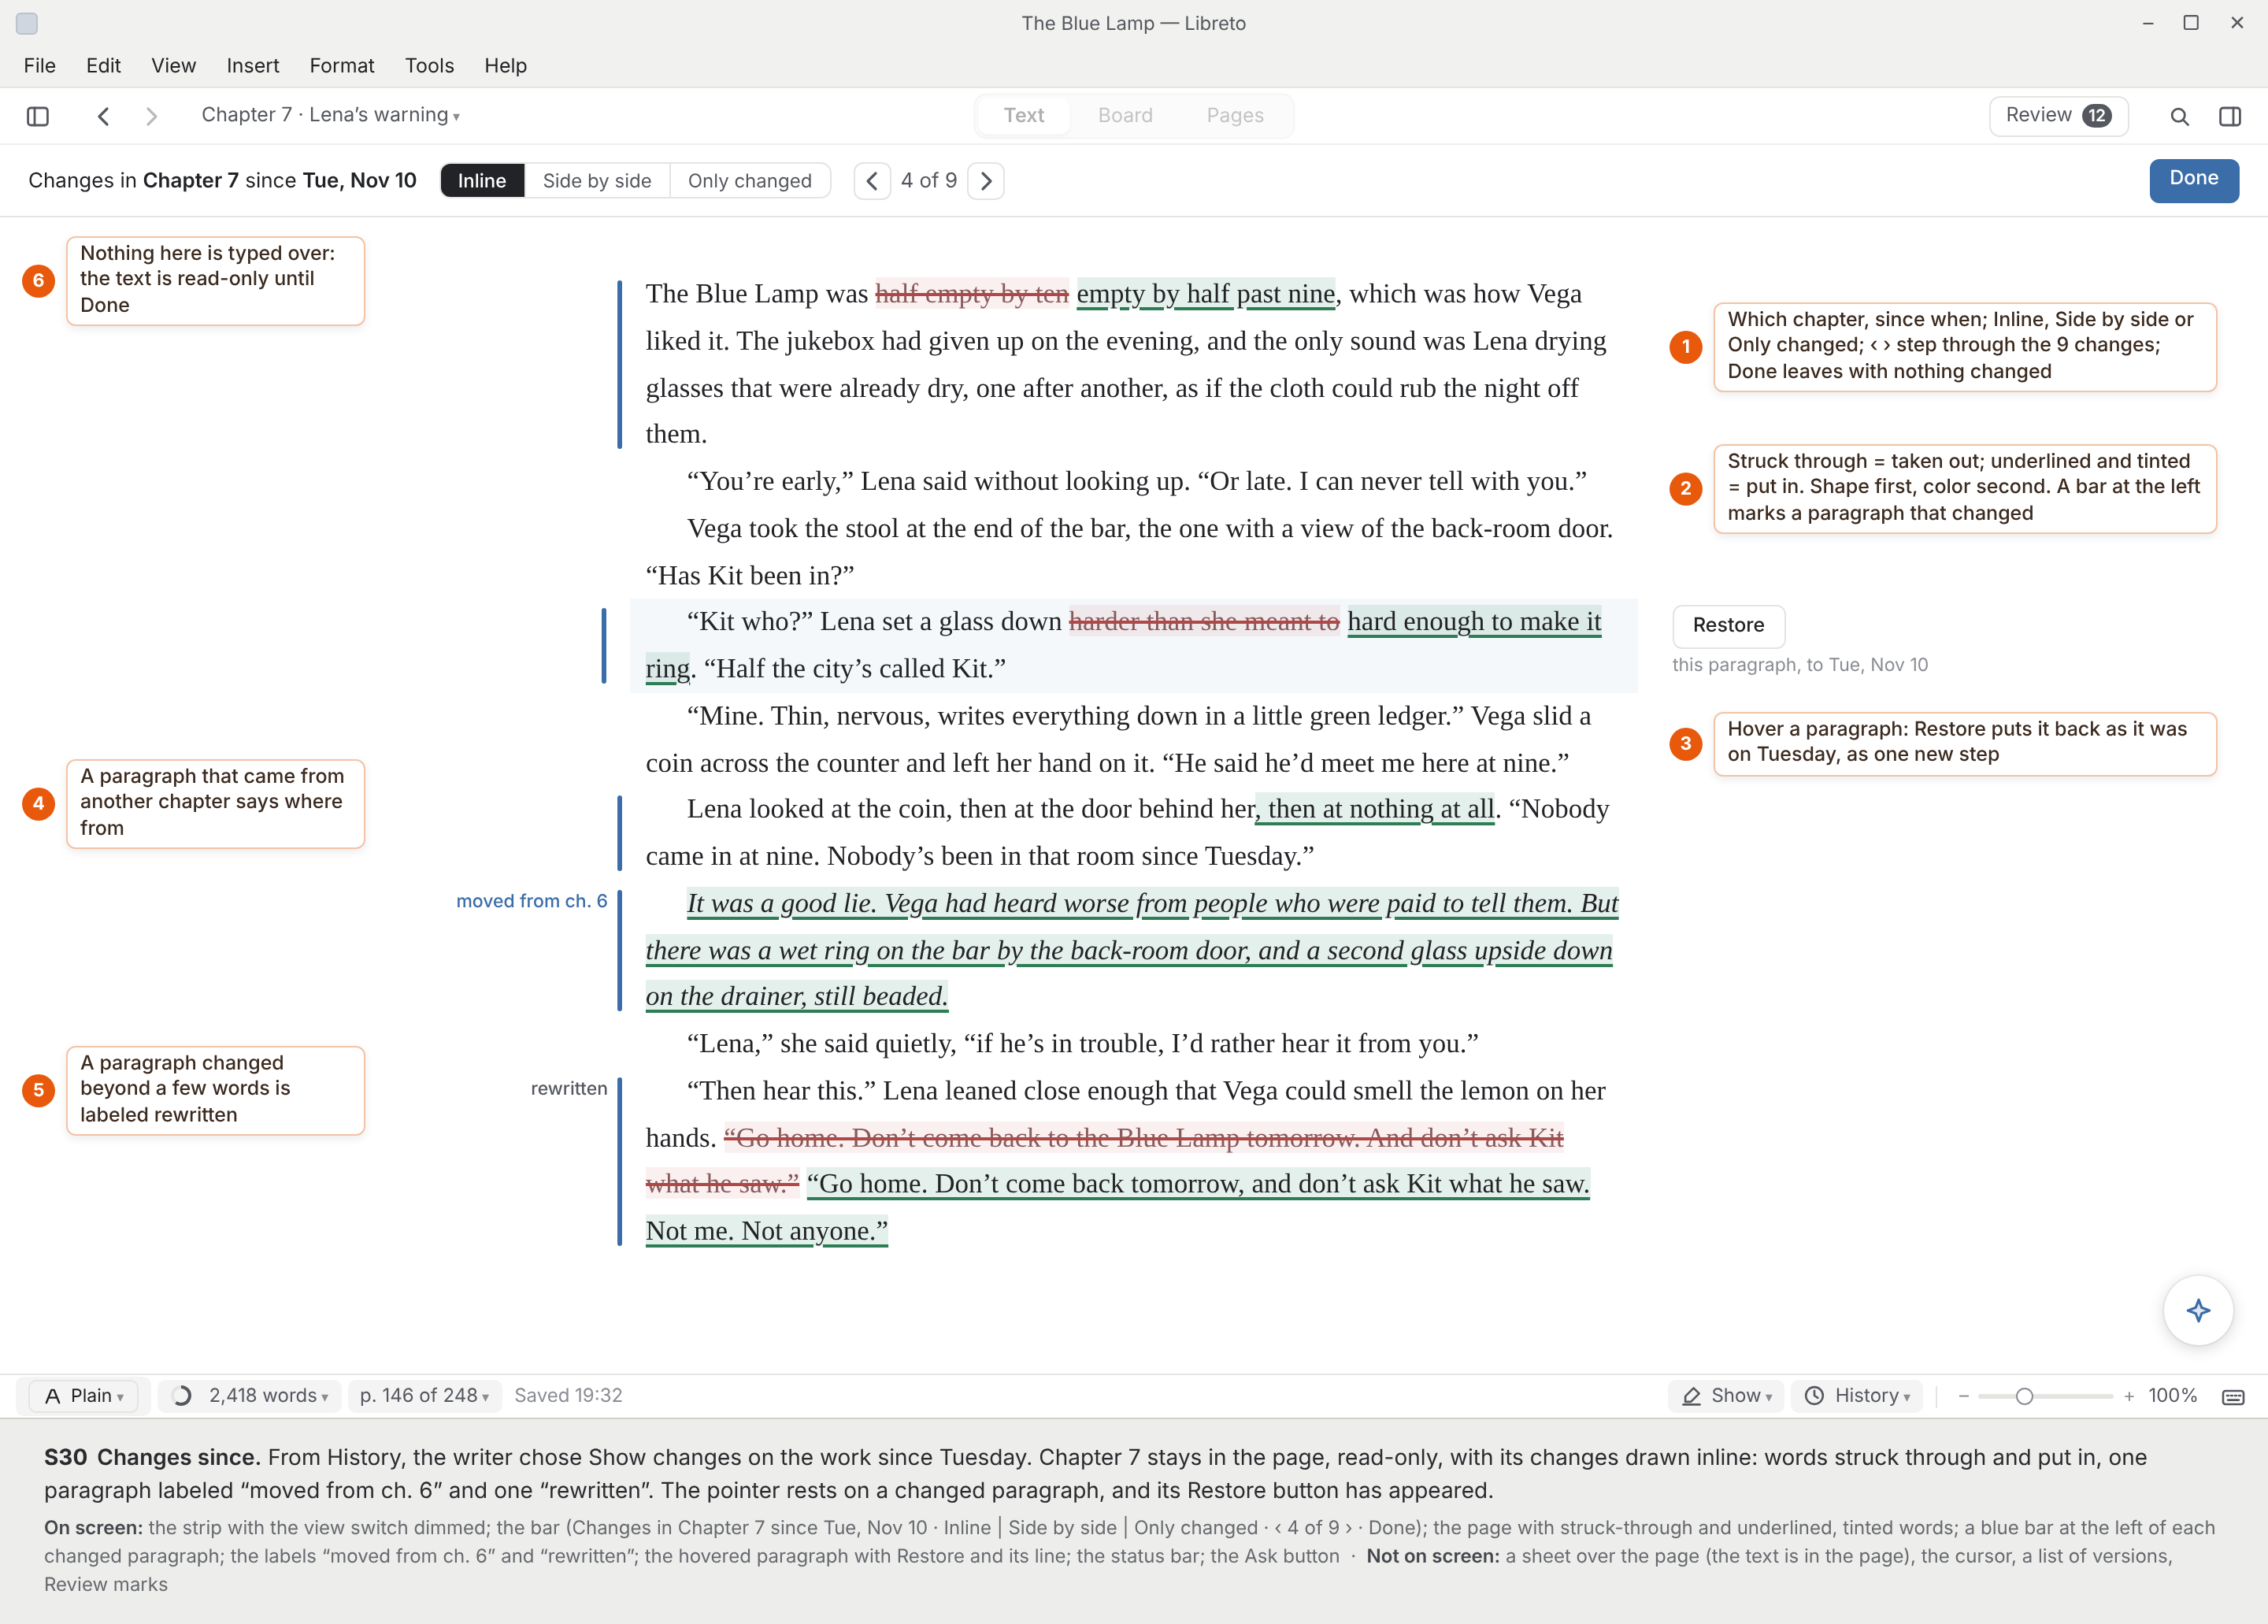 The Blue Lamp — Libreto
File Edit View Insert Format Tools Help
Chapter 7 · Lena’s warning ▾
Text Board Pages
Review 12
Changes in Chapter 7 since Tue, Nov 10
Inline Side by side Only changed
4 of 9
Done
6
Nothing here is typed over:
the text is read-only until
Done
The Blue Lamp was half empty by ten empty by half past nine, which was how Vega
liked it. The jukebox had given up on the evening, and the only sound was Lena drying
glasses that were already dry, one after another, as if the cloth could rub the night off
them.
“You’re early,” Lena said without looking up. “Or late. I can never tell with you.”
Vega took the stool at the end of the bar, the one with a view of the back-room door.
“Has Kit been in?”
“Kit who?” Lena set a glass down harder than she meant to hard enough to make it
ring. “Half the city’s called Kit.”
“Mine. Thin, nervous, writes everything down in a little green ledger.” Vega slid a
coin across the counter and left her hand on it. “He said he’d meet me here at nine.”
Lena looked at the coin, then at the door behind her, then at nothing at all. “Nobody
came in at nine. Nobody’s been in that room since Tuesday.”
moved from ch. 6
It was a good lie. Vega had heard worse from people who were paid to tell them. But
there was a wet ring on the bar by the back-room door, and a second glass upside down
on the drainer, still beaded.
“Lena,” she said quietly, “if he’s in trouble, I’d rather hear it from you.”
rewritten
“Then hear this.” Lena leaned close enough that Vega could smell the lemon on her
hands. “Go home. Don’t come back to the Blue Lamp tomorrow. And don’t ask Kit
what he saw.” “Go home. Don’t come back tomorrow, and don’t ask Kit what he saw.
Not me. Not anyone.”
1
Which chapter, since when; Inline, Side by side or
Only changed; ‹ › step through the 9 changes;
Done leaves with nothing changed
2
Struck through = taken out; underlined and tinted
= put in. Shape first, color second. A bar at the left
marks a paragraph that changed
Restore
this paragraph, to Tue, Nov 10
3
Hover a paragraph: Restore puts it back as it was
on Tuesday, as one new step
4
A paragraph that came from
another chapter says where
from
5
A paragraph changed
beyond a few words is
labeled rewritten
A Plain ▾ 2,418 words ▾ p. 146 of 248 ▾ Saved 19:32
Show ▾ History ▾ − + 100%
S30 Changes since. From History, the writer chose Show changes on the work since Tuesday. Chapter 7 stays in the page, read-only, with its changes drawn inline: words struck through and put in, one
paragraph labeled “moved from ch. 6” and one “rewritten”. The pointer rests on a changed paragraph, and its Restore button has appeared.
On screen: the strip with the view switch dimmed; the bar (Changes in Chapter 7 since Tue, Nov 10 · Inline | Side by side | Only changed · ‹ 4 of 9 › · Done); the page with struck-through and underlined, tinted words; a blue bar at the left of each
changed paragraph; the labels “moved from ch. 6” and “rewritten”; the hovered paragraph with Restore and its line; the status bar; the Ask button · Not on screen: a sheet over the page (the text is in the page), the cursor, a list of versions,
Review marks